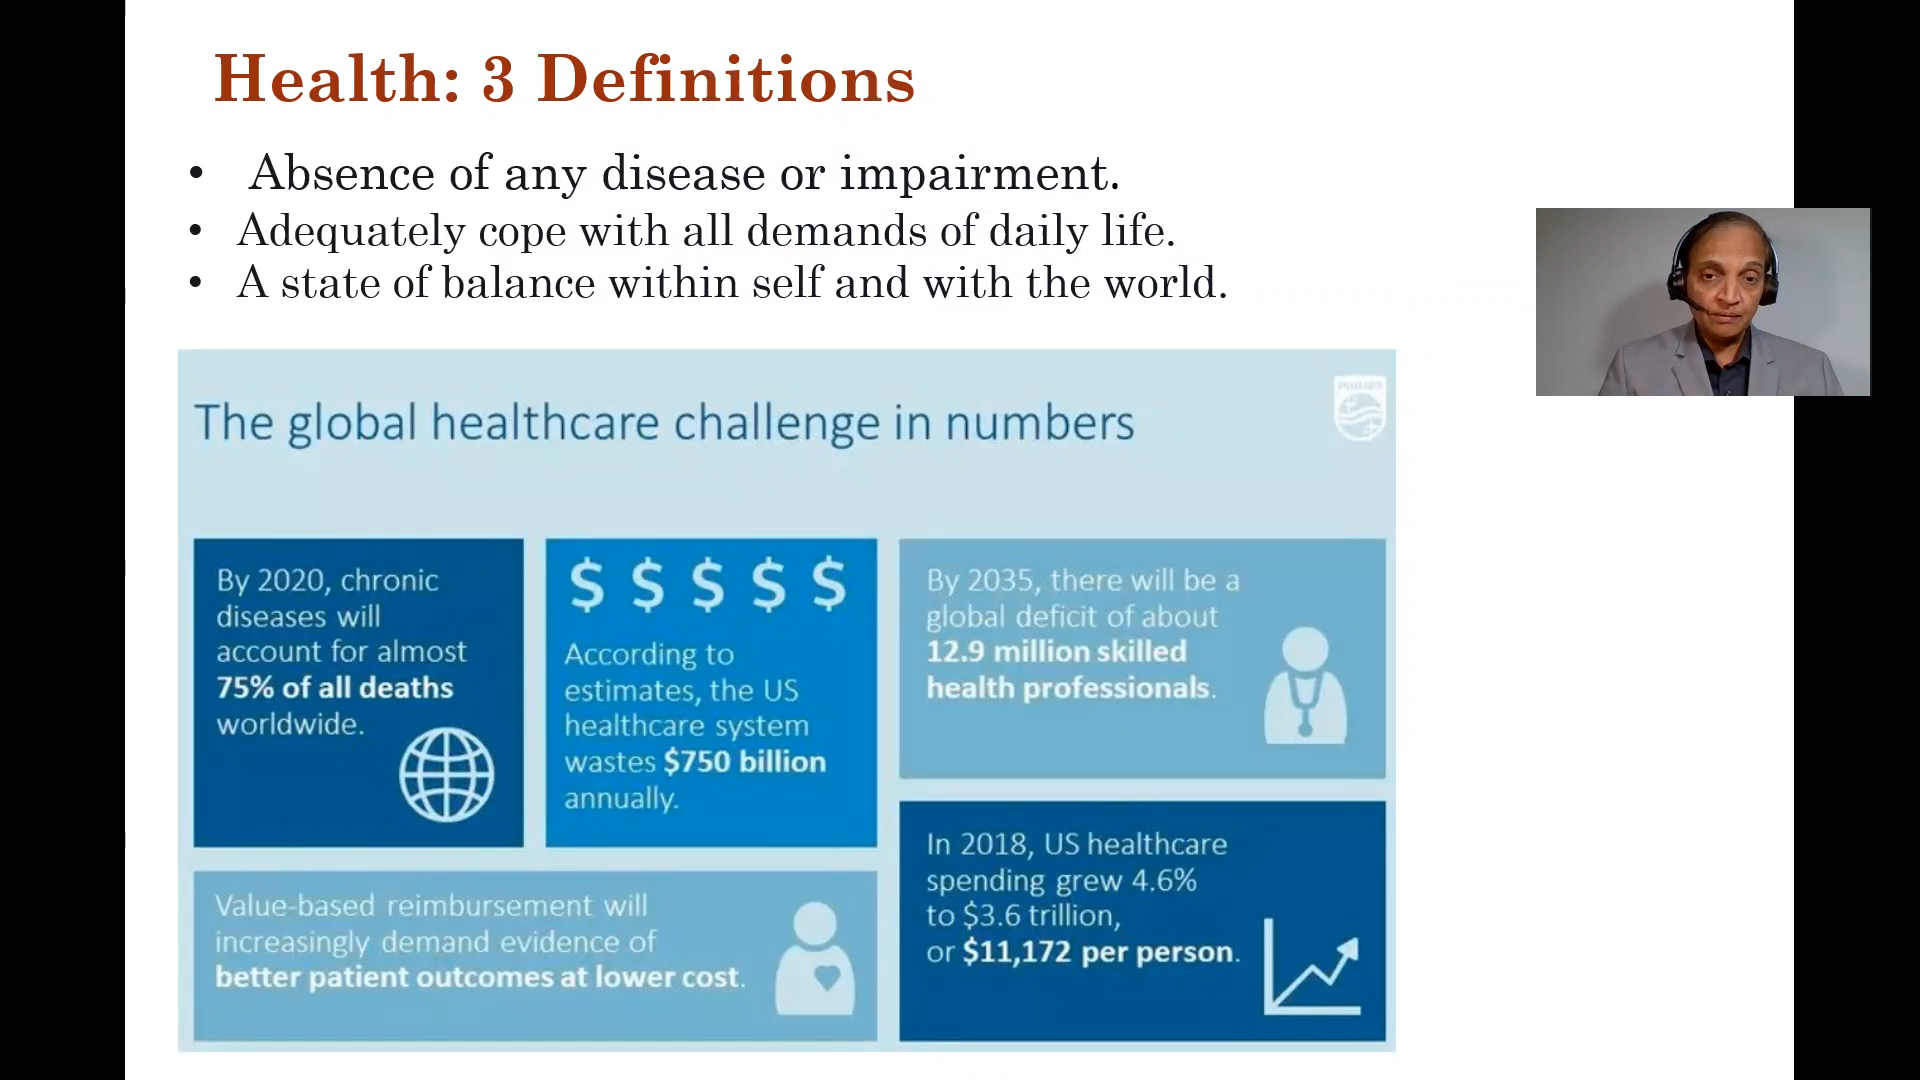 Health: 3 Definitions
• Absence of any disease or impairment.
• Adequately cope with all demands of daily life.
• A state of balance within self and with the world.
The global healthcare challenge in numbers
PHILIPS
By 2020, chronic
diseases will
account for almost
75% of all deaths
worldwide.
$ $ $ $ $
According to
estimates, the US
healthcare system
wastes $750 billion
annually.
By 2035, there will be a
global deficit of about
12.9 million skilled
health professionals.
Value-based reimbursement will
increasingly demand evidence of
better patient outcomes at lower cost.
In 2018, US healthcare
spending grew 4.6%
to $3.6 trillion,
or $11,172 per person.